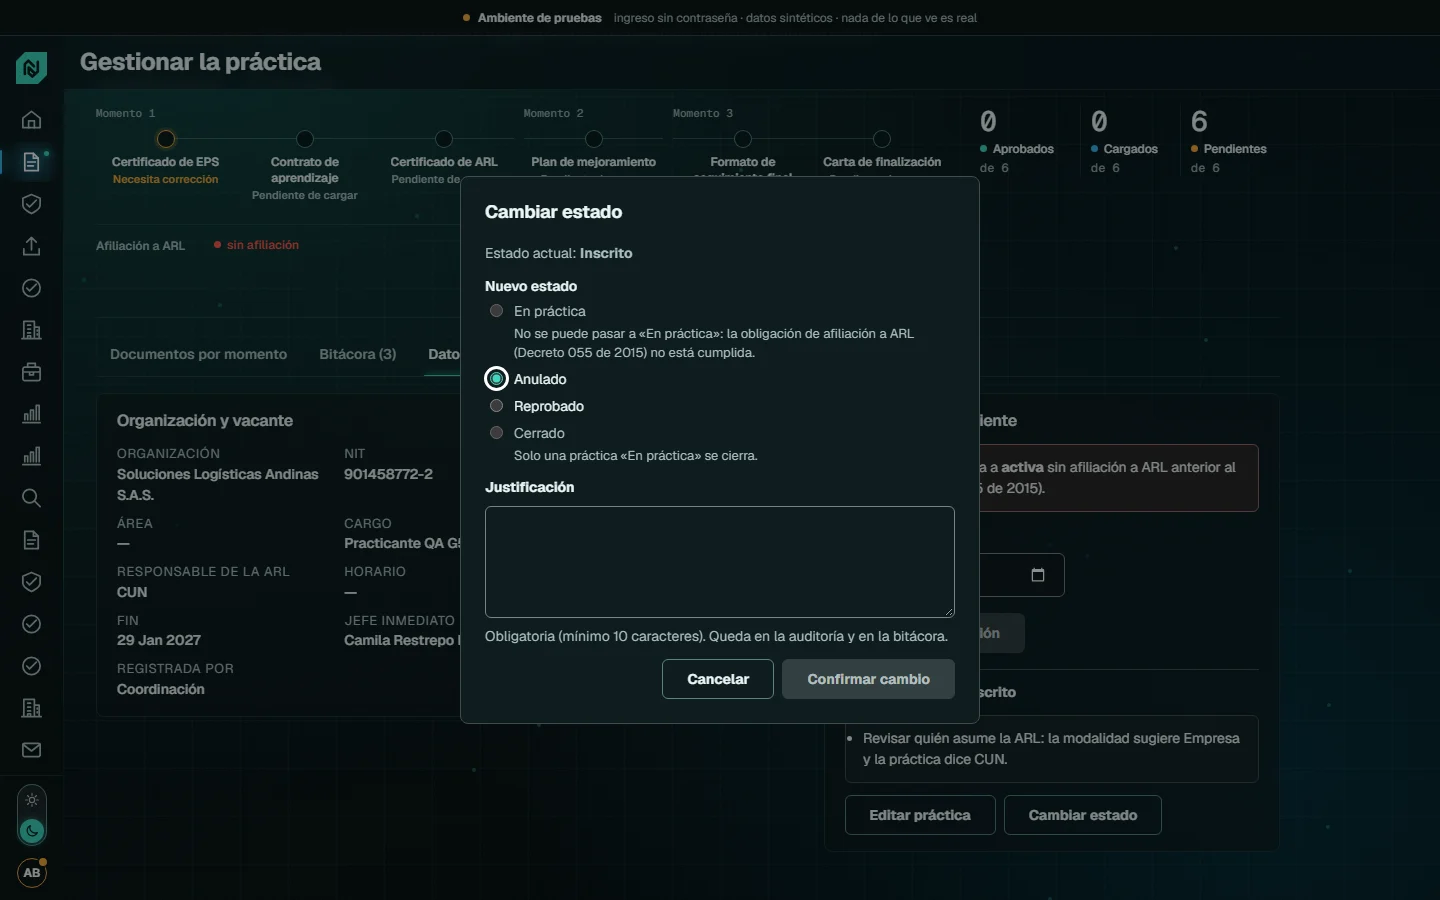 Ambiente de pruebas ingreso sin contraseña · datos sintéticos · nada de lo que ve es real
Gestionar la práctica
Momento 1
Momento 2
Momento 3
Certificado de EPS
Necesita corrección
Contrato de
aprendizaje
Pendiente de cargar
Certificado de ARL
Pendiente de
Plan de mejoramiento
Formato de
Carta de finalización
0
Aprobados
de 6
0
Cargados
de 6
6
Pendientes
de 6
Afiliación a ARL sin afiliación
Documentos por momento
Bitácora (3)
Dato
Organización y vacante
ORGANIZACIÓN
Soluciones Logísticas Andinas
S.A.S.
NIT
901458772-2
ÁREA
—
CARGO
Practicante QA G
RESPONSABLE DE LA ARL
CUN
HORARIO
—
FIN
29 Jan 2027
JEFE INMEDIATO
Camila Restrepo
REGISTRADA POR
Coordinación
Cambiar estado
Estado actual: Inscrito
Nuevo estado
En práctica
No se puede pasar a «En práctica»: la obligación de afiliación a ARL
(Decreto 055 de 2015) no está cumplida.
Anulado
Reprobado
Cerrado
Solo una práctica «En práctica» se cierra.
Justificación
Obligatoria (mínimo 10 caracteres). Queda en la auditoría y en la bitácora.
Cancelar
Confirmar cambio
iente
a a activa sin afiliación a ARL anterior al
de 2015).
ón
scrito
• Revisar quién asume la ARL: la modalidad sugiere Empresa
y la práctica dice CUN.
Editar práctica
Cambiar estado
AB